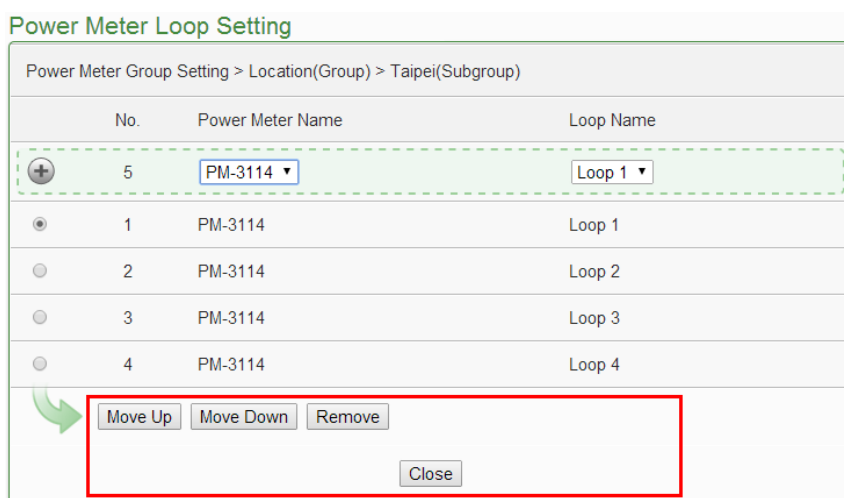 Power Meter Loop Setting
Power Meter Group Setting > Location(Group) > Taipei(Subgroup)
No. Power Meter Name Loop Name
5 PM-3114 Loop 1
1 PM-3114 Loop 1
2 PM-3114 Loop 2
3 PM-3114 Loop 3
4 PM-3114 Loop 4
Move Up Move Down Remove
Close